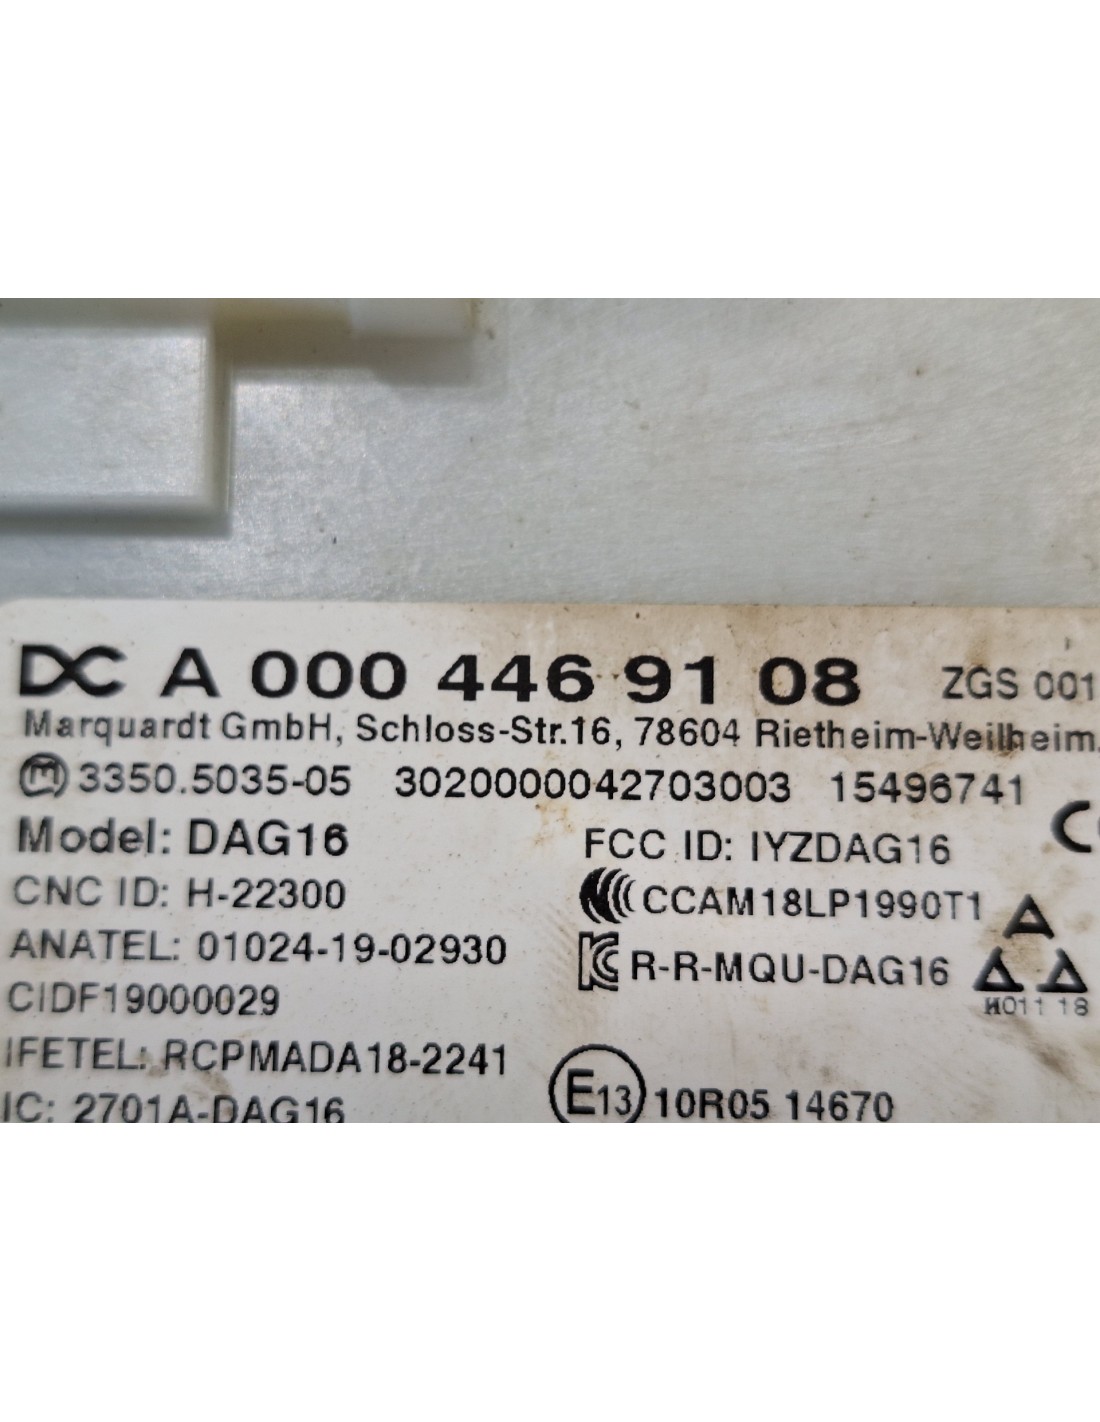 DC A 000 446 91 08 ZGS 001
Marquardt GmbH, Schloss-Str.16, 78604 Rietheim-Weilheim,
3350.5035-05 3020000042703003 15496741
Model: DAG16 FCC ID: IYZDAG16
CNC ID: H-22300 CCAM18LP1990T1
ANATEL: 01024-19-02930 R-R-MQU-DAG16
CIDF19000029 H011 18
IFETEL: RCPMADA18-2241
IC: 2701A-DAG16 E13 10R05 14670